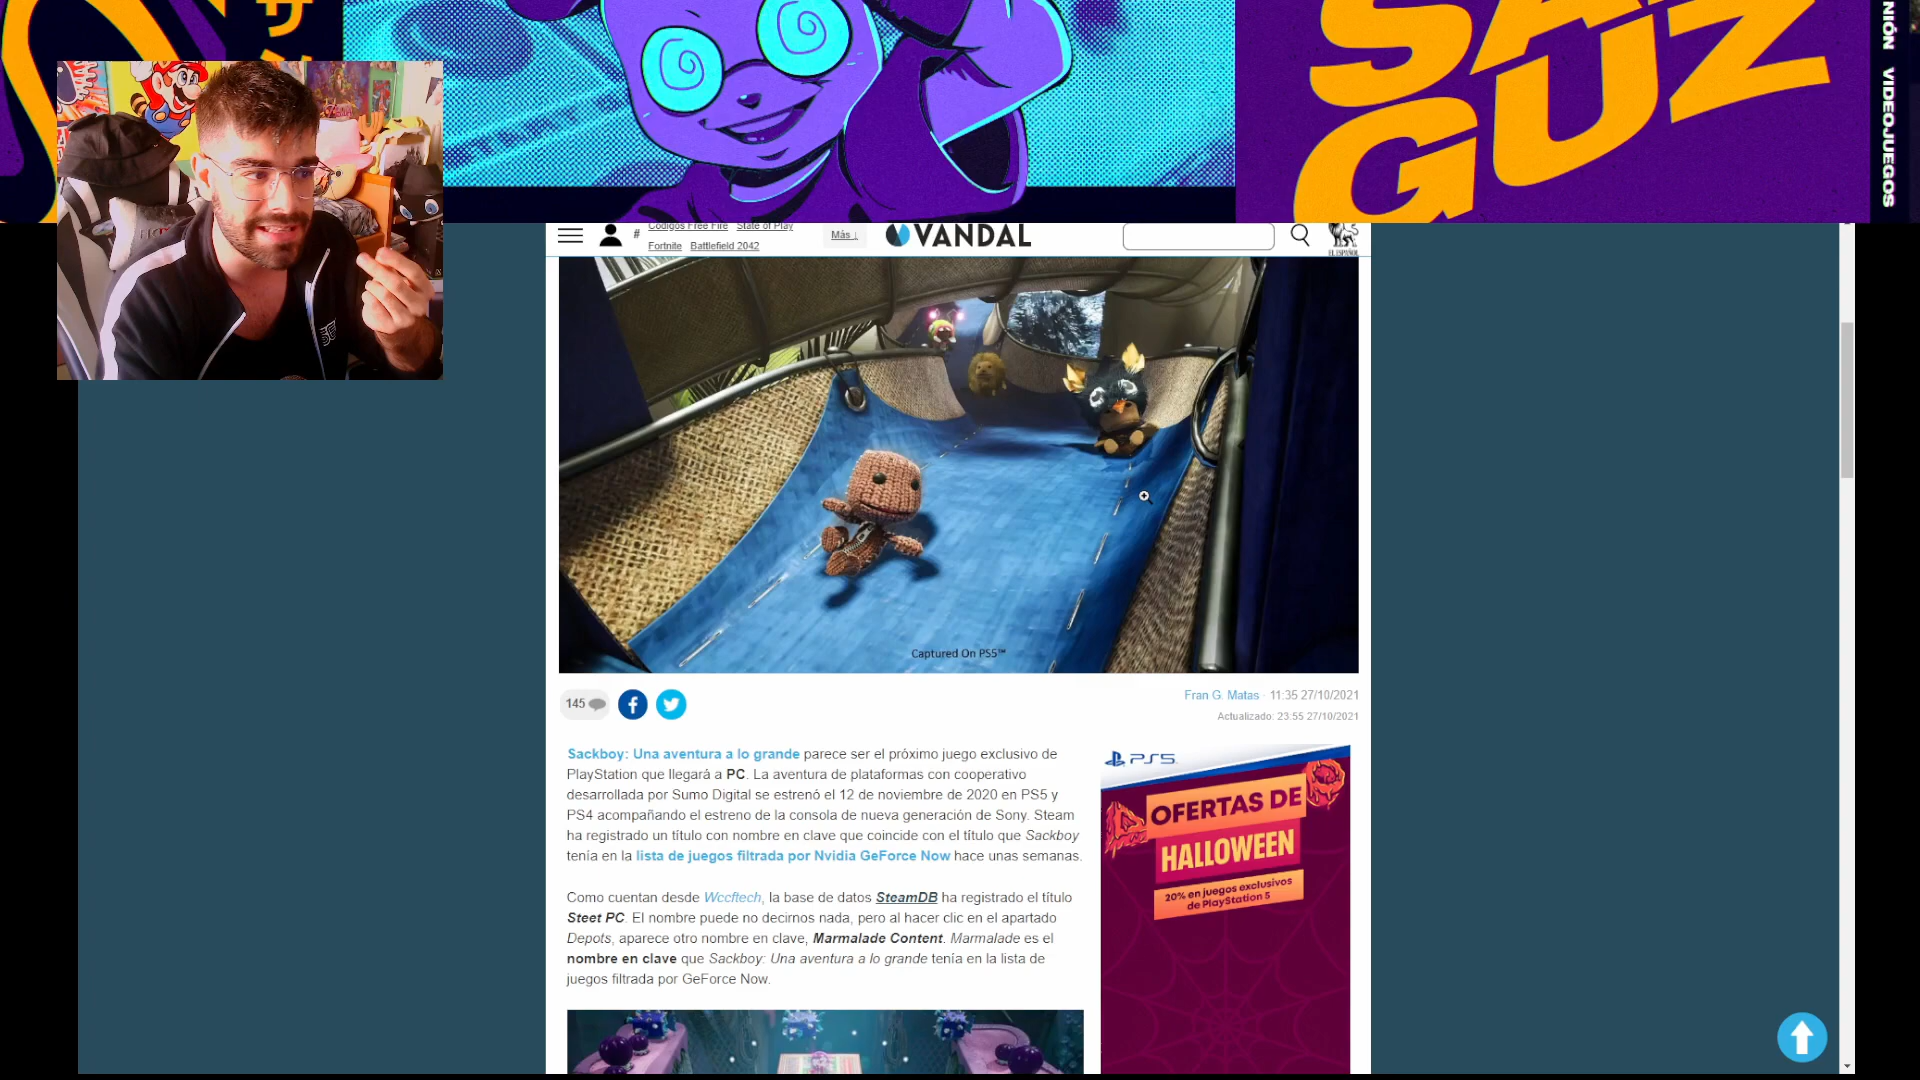 サ
GUZ
NIÓN VIDEOJUEGOS
# Códigos Free Fire State of Play
Fortnite Battlefield 2042
Más ↓
VANDAL
EL ESPAÑOL
Captured On PS5™
145
Fran G. Matas · 11:35 27/10/2021
Actualizado: 23:55 27/10/2021
Sackboy: Una aventura a lo grande parece ser el próximo juego exclusivo de
PlayStation que llegará a PC. La aventura de plataformas con cooperativo
desarrollada por Sumo Digital se estrenó el 12 de noviembre de 2020 en PS5 y
PS4 acompañando el estreno de la consola de nueva generación de Sony. Steam
ha registrado un título con nombre en clave que coincide con el título que Sackboy
tenía en la lista de juegos filtrada por Nvidia GeForce Now hace unas semanas.
Como cuentan desde Wccftech, la base de datos SteamDB ha registrado el título
Steet PC. El nombre puede no decirnos nada, pero al hacer clic en el apartado
Depots, aparece otro nombre en clave, Marmalade Content. Marmalade es el
nombre en clave que Sackboy: Una aventura a lo grande tenía en la lista de
juegos filtrada por GeForce Now.
PS5
OFERTAS DE
HALLOWEEN
20% en juegos exclusivos
de PlayStation 5